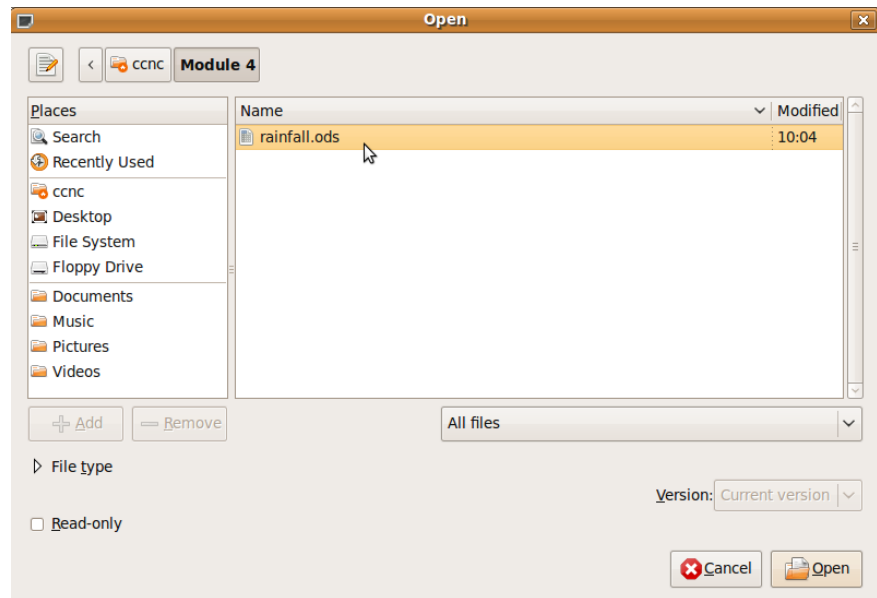 Open
< ccnc Module 4
Places
Search
Recently Used
ccnc
Desktop
File System
Floppy Drive
Documents
Music
Pictures
Videos
Name Modified
rainfall.ods 10:04
Add Remove All files
File type
Version: Current version
Read-only
Cancel Open